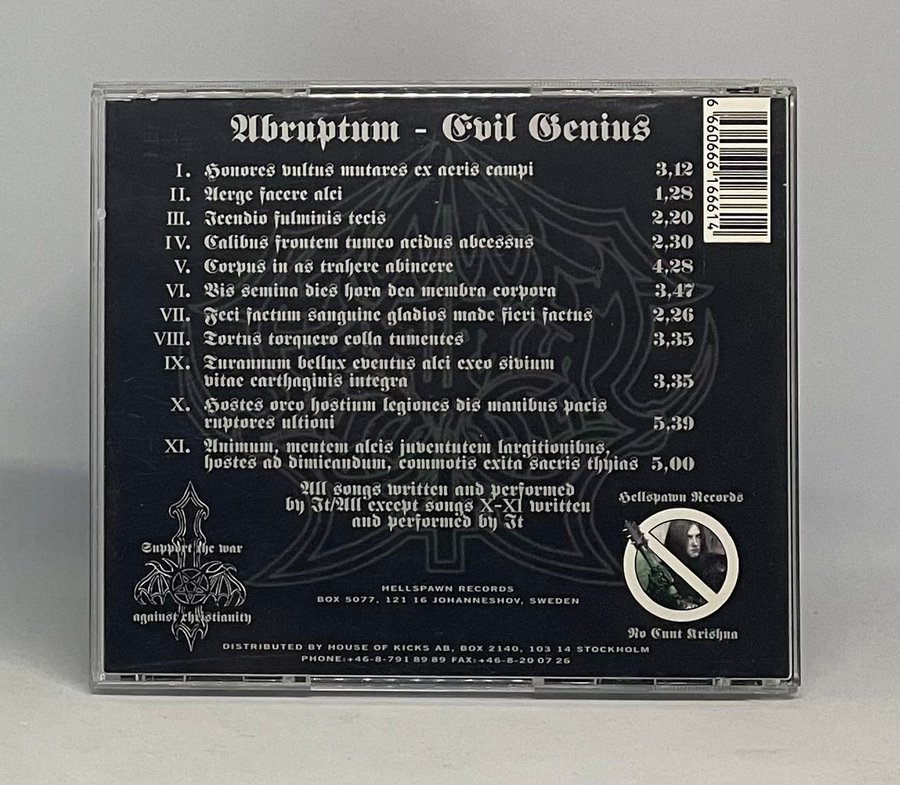 Abruptum - Evil Genius
6 660666 166614
I. Honores vultus mutares ex aeris campi 3,12
II. Aerge facere alci 1,28
III. Icendio fulminis tecis 2,20
IV. Calibus frontem tumco acidus abcessus 2,30
V. Corpus in as trahere abincere 4,28
VI. Vis semina dies hora dea membra corpora 3,47
VII. Feci factum sanguine gladios made fieri factus 2,26
VIII. Tortus torquero colla tumentes 3,35
IX. Turannum bellux eventus alci exeo sivium
vitae carthaginis integra 3,35
X. Hostes orco hostium legiones dis manibus pacis
ruptores ultioni 5,39
XI. Animum, mentem alcis juventutem largitionibus,
hostes ad dimicandum, commotis exita sacris thyias 5,00
All songs written and performed
by It/All except songs X-XI written
and performed by It
Support the war
against christianity
Hellspawn Records
No Cunt Krishna
HELLSPAWN RECORDS
BOX 5077, 121 16 JOHANNESHOV, SWEDEN
DISTRIBUTED BY HOUSE OF KICKS AB, BOX 2140, 103 14 STOCKHOLM
PHONE:+46-8-791 89 89 FAX:+46-8-20 07 26